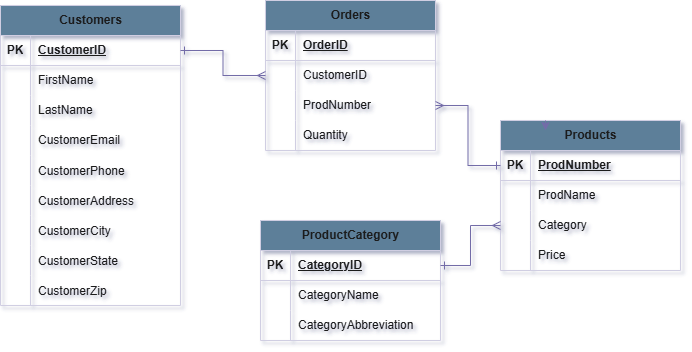 Customers
PK CustomerID
FirstName
LastName
CustomerEmail
CustomerPhone
CustomerAddress
CustomerCity
CustomerState
CustomerZip
Orders
PK OrderID
CustomerID
ProdNumber
Quantity
Products
PK ProdNumber
ProdName
Category
Price
ProductCategory
PK CategoryID
CategoryName
CategoryAbbreviation